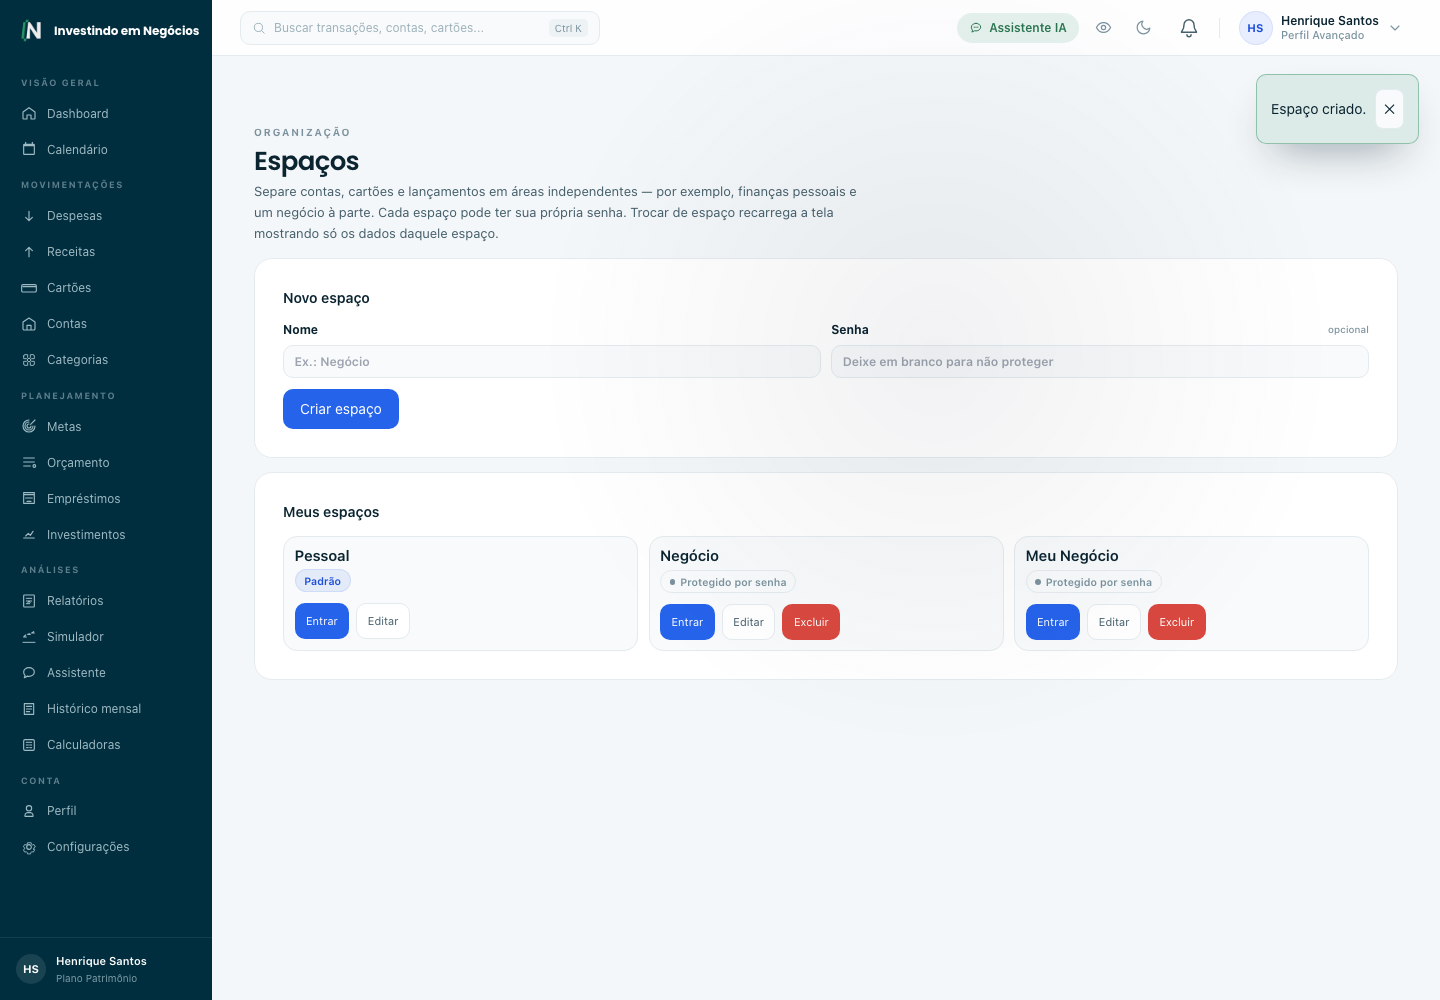 Investindo em Negócios
VISÃO GERAL
Dashboard
Calendário
MOVIMENTAÇÕES
Despesas
Receitas
Cartões
Contas
Categorias
PLANEJAMENTO
Metas
Orçamento
Empréstimos
Investimentos
ANÁLISES
Relatórios
Simulador
Assistente
Histórico mensal
Calculadoras
CONTA
Perfil
Configurações
HS
Henrique Santos
Plano Patrimônio
Buscar transações, contas, cartões...
Ctrl K
Assistente IA
HS
Henrique Santos
Perfil Avançado
Espaço criado.
ORGANIZAÇÃO
Espaços
Separe contas, cartões e lançamentos em áreas independentes — por exemplo, finanças pessoais e
um negócio à parte. Cada espaço pode ter sua própria senha. Trocar de espaço recarrega a tela
mostrando só os dados daquele espaço.
Novo espaço
Nome
Ex.: Negócio
Senha
opcional
Deixe em branco para não proteger
Criar espaço
Meus espaços
Pessoal
Padrão
Entrar
Editar
Negócio
Protegido por senha
Entrar
Editar
Excluir
Meu Negócio
Protegido por senha
Entrar
Editar
Excluir